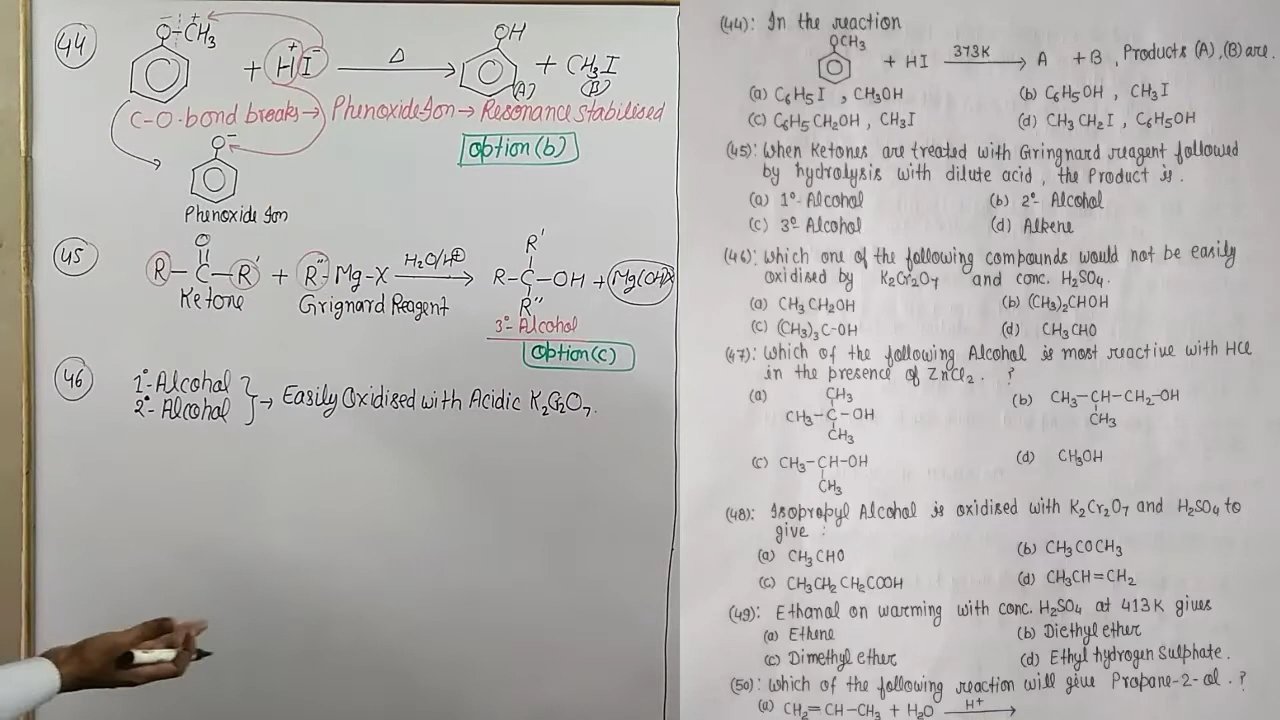 44
O⁻–CH₃⁺ + H⁺I⁻ —Δ→ OH + CH₃I
(A) (B)
C-O-bond breaks → Phenoxide Ion → Resonance stabilised
option (b)
O⁻
Phenoxide Ion
45
R–C(=O)–R' + R''–Mg–X —H₂O/H⊕→ R–C(R')(R'')–OH + Mg(OH)X
Ketone Grignard Reagent
3°- Alcohol
option (c)
46
1°-Alcohal
2°- Alcohal } → Easily Oxidised with Acidic K₂Cr₂O₇.
(44): In the reaction
OCH₃ + HI —373K→ A + B , Products (A), (B) are.
(a) C₆H₅I , CH₃OH (b) C₆H₅OH , CH₃I
(c) C₆H₅CH₂OH , CH₃I (d) CH₃CH₂I , C₆H₅OH
(45): When Ketones are treated with Gringnard reagent followed
by hydrolysis with dilute acid , the Product is .
(a) 1°- Alcohol (b) 2°- Alcohol
(c) 3° Alcohol (d) Alkene
(46): Which one of the following compounds would not be easily
oxidised by K₂Cr₂O₇ and conc. H₂SO₄.
(a) CH₃CH₂OH (b) (CH₃)₂CHOH
(c) (CH₃)₃C-OH (d) CH₃CHO
(47): Which of the following Alcohol is most reactive with HCl
in the presence of ZnCl₂. ?
(a) CH₃–C(CH₃)(CH₃)–OH (b) CH₃–CH(CH₃)–CH₂–OH
(c) CH₃–CH(CH₃)–OH (d) CH₃OH
(48): Isopropyl Alcohol is oxidised with K₂Cr₂O₇ and H₂SO₄ to
give :
(a) CH₃CHO (b) CH₃COCH₃
(c) CH₃CH₂CH₂COOH (d) CH₃CH=CH₂
(49): Ethanol on warming with conc. H₂SO₄ at 413K gives
(a) Ethene (b) Diethyl ether
(c) Dimethyl ether (d) Ethyl hydrogen sulphate.
(50): Which of the following reaction will give Propane-2-ol . ?
(a) CH₂=CH–CH₃ + H₂O —H⁺→